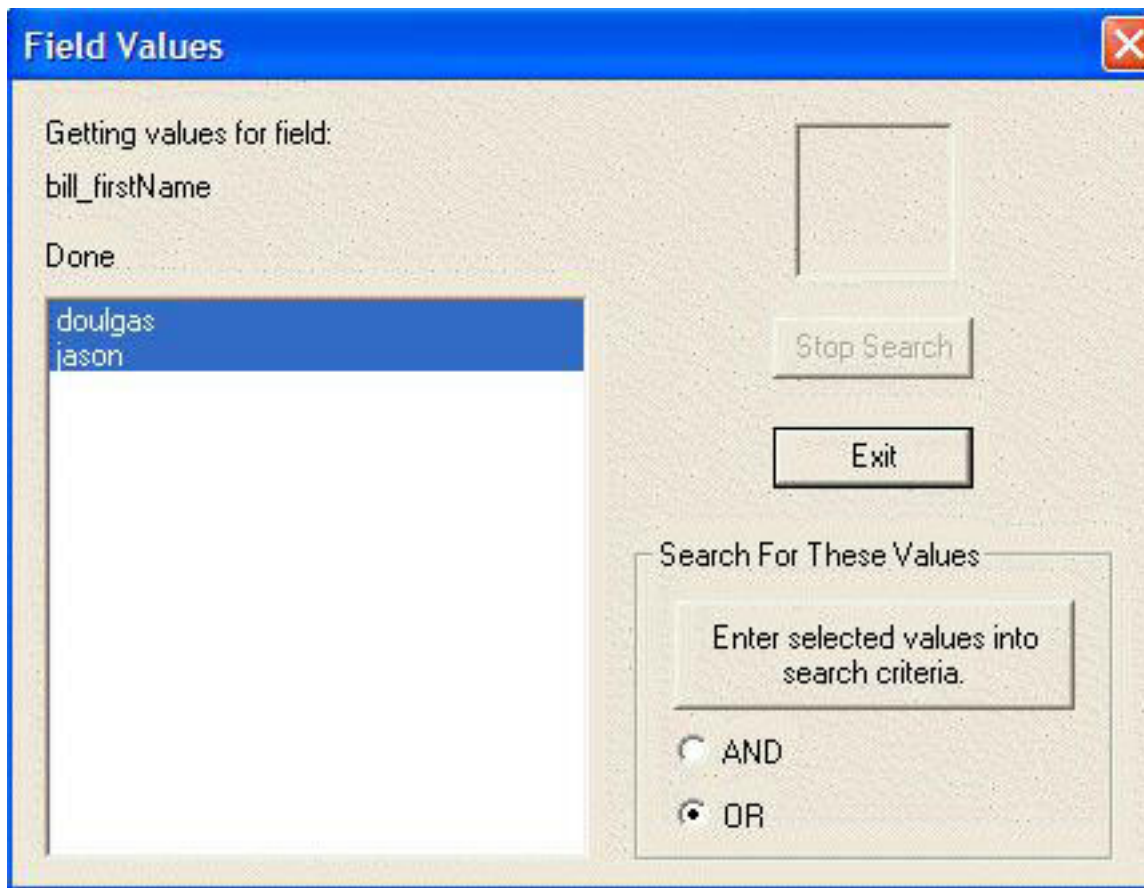 Field Values
Getting values for field:
bill_firstName
Done
doulgas
jason
Stop Search
Exit
Search For These Values
Enter selected values into
search criteria.
AND
OR